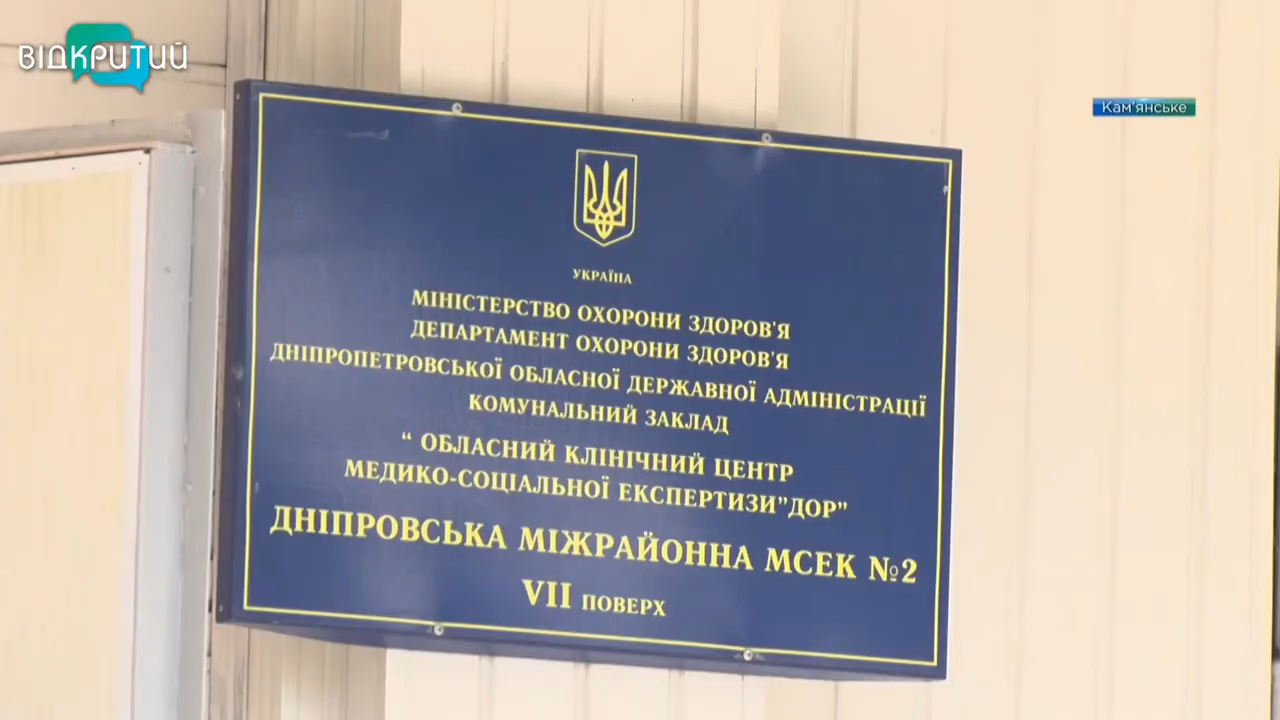 ВІДКРИТИЙ
Кам'янське
УКРАЇНА
МІНІСТЕРСТВО ОХОРОНИ ЗДОРОВ'Я
ДЕПАРТАМЕНТ ОХОРОНИ ЗДОРОВ'Я
ДНІПРОПЕТРОВСЬКОЇ ОБЛАСНОЇ ДЕРЖАВНОЇ АДМІНІСТРАЦІЇ
КОМУНАЛЬНИЙ ЗАКЛАД
“ ОБЛАСНИЙ КЛІНІЧНИЙ ЦЕНТР
МЕДИКО-СОЦІАЛЬНОЇ ЕКСПЕРТИЗИ"ДОР"
ДНІПРОВСЬКА МІЖРАЙОННА МСЕК №2
VII ПОВЕРХ